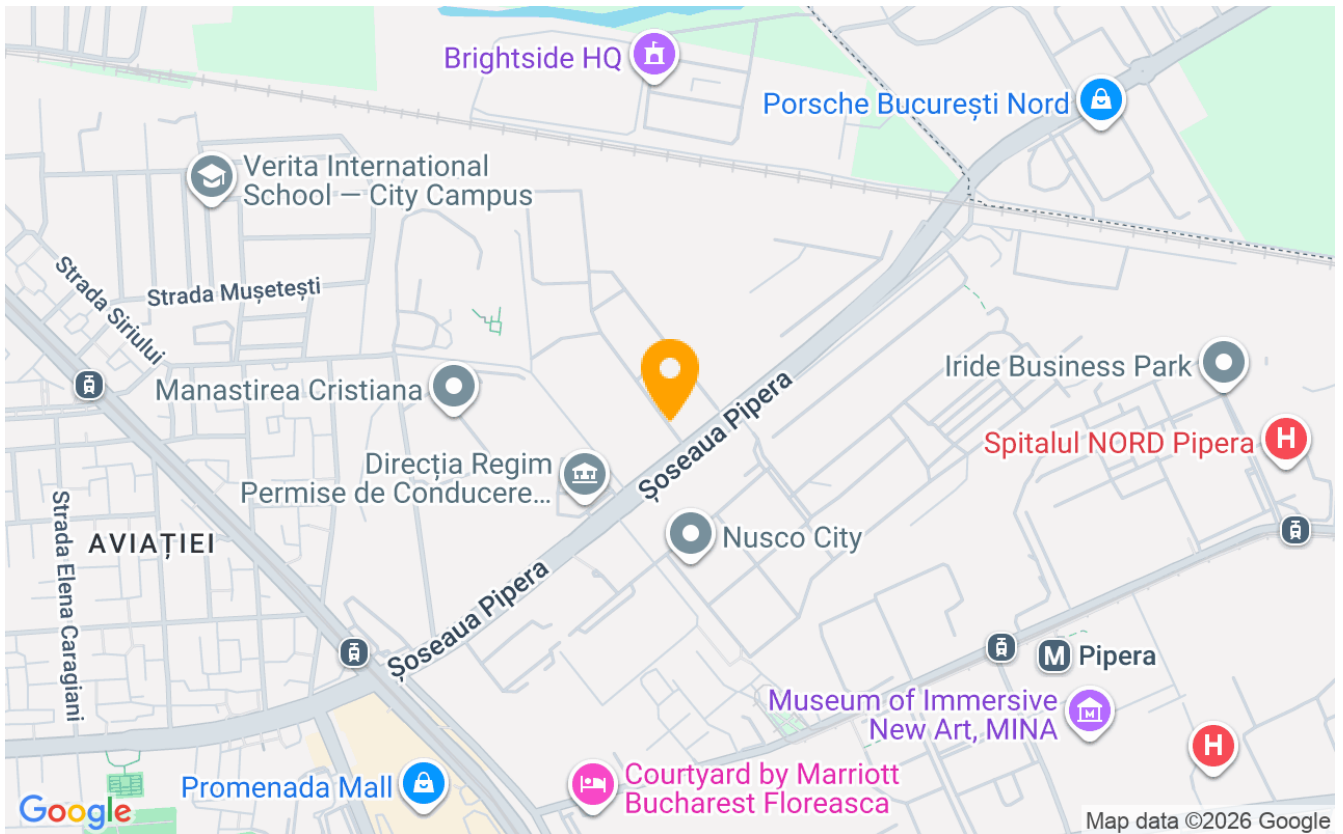 Brightside HQ
Porsche București Nord
Verita International
School — City Campus
Strada Siriului
Strada Mușetești
Manastirea Cristiana
Iride Business Park
Șoseaua Pipera
Spitalul NORD Pipera
H
Direcția Regim
Permise de Conducere...
Strada Elena Caragiani
AVIAȚIEI
Nusco City
Șoseaua Pipera
M Pipera
Museum of Immersive
New Art, MINA
M
H
Promenada Mall
Courtyard by Marriott
Bucharest Floreasca
Google
Map data ©2026 Google